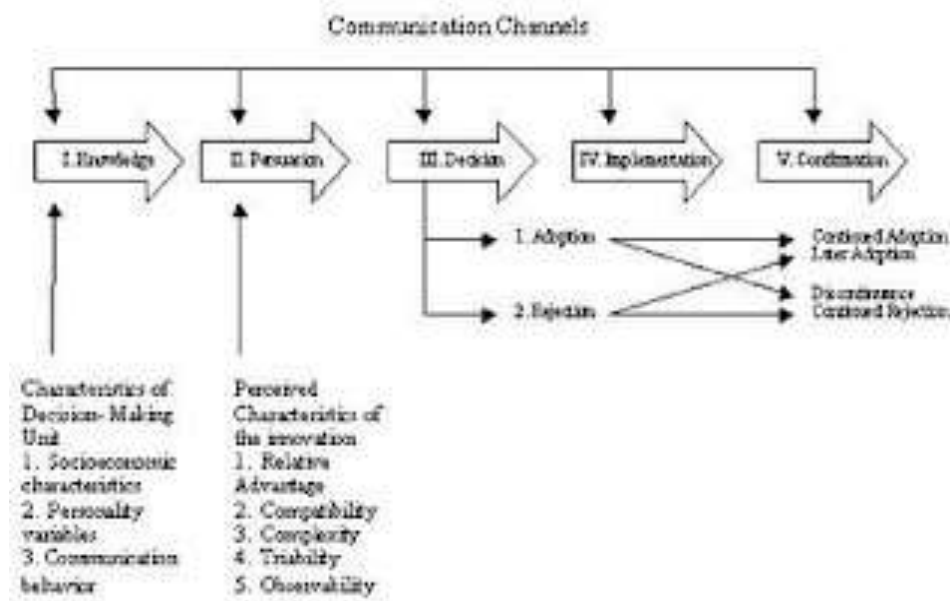 Communication Channels
I. Knowledge
II. Persuasion
III. Decision
IV. Implementation
V. Confirmation
1. Adoption
Continued Adoption
Later Adoption
Discontinuance
2. Rejection
Continued Rejection
Characteristics of
Decision- Making
Unit
1. Socioeconomic
characteristics
2. Personality
variables
3. Communication
behavior
Perceived
Characteristics of
the innovation
1. Relative
Advantage
2. Compatibility
3. Complexity
4. Triability
5. Observability